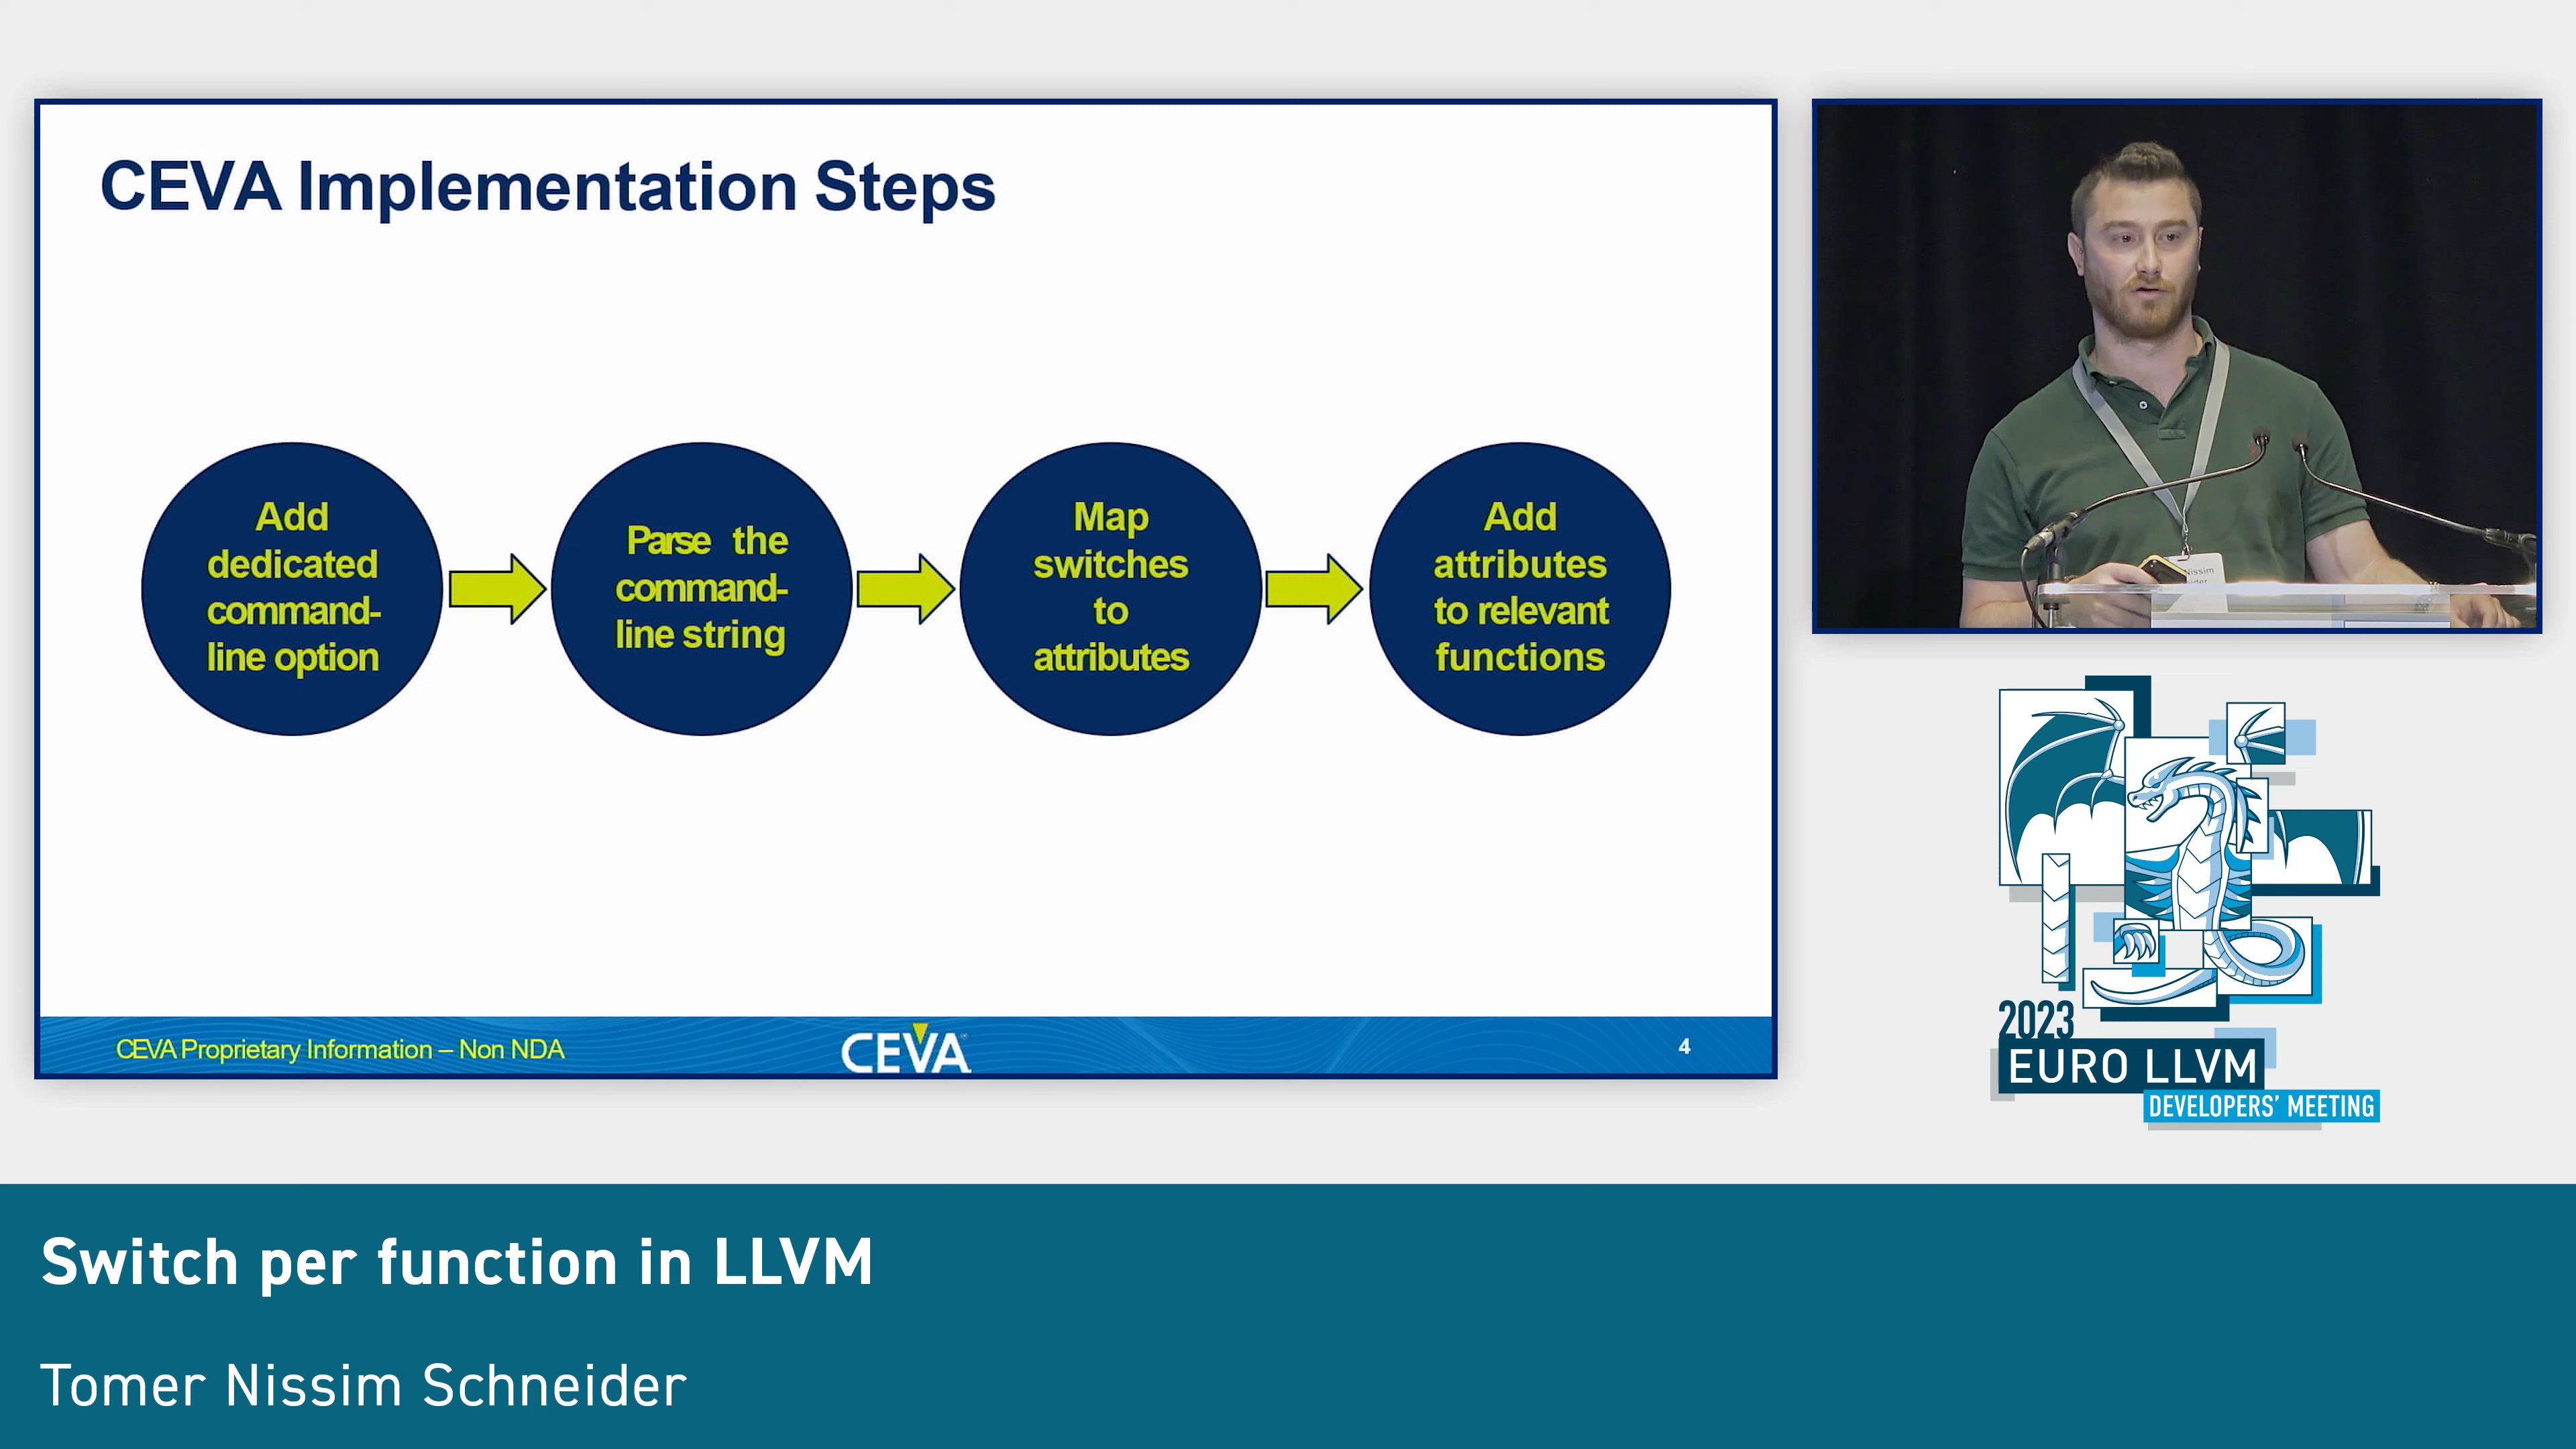 CEVA Implementation Steps
Add
dedicated
command-
line option
Parse the
command-
line string
Map
switches
to
attributes
Add
attributes
to relevant
functions
CEVA Proprietary Information – Non NDA
CEVA
4
Nissim
2023
EURO LLVM
DEVELOPERS' MEETING
Switch per function in LLVM
Tomer Nissim Schneider